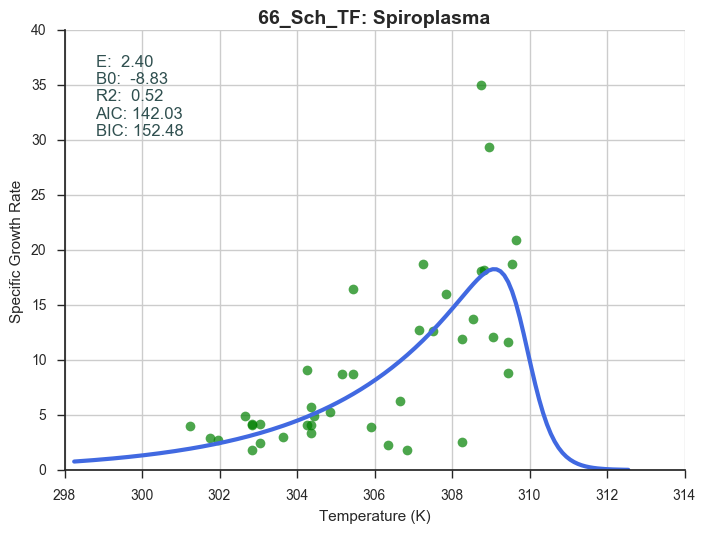 66_Sch_TF: Spiroplasma
E: 2.40
B0: -8.83
R2: 0.52
AIC: 142.03
BIC: 152.48
Specific Growth Rate
40
35
30
25
20
15
10
5
0
298 300 302 304 306 308 310 312 314
Temperature (K)